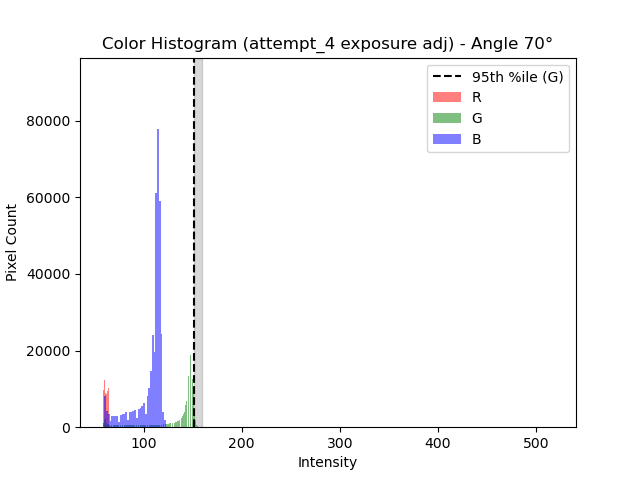 Color Histogram (attempt_4 exposure adj) - Angle 70°
95th %ile (G)
R
G
B
80000
60000
40000
20000
0
Pixel Count
100
200
300
400
500
Intensity